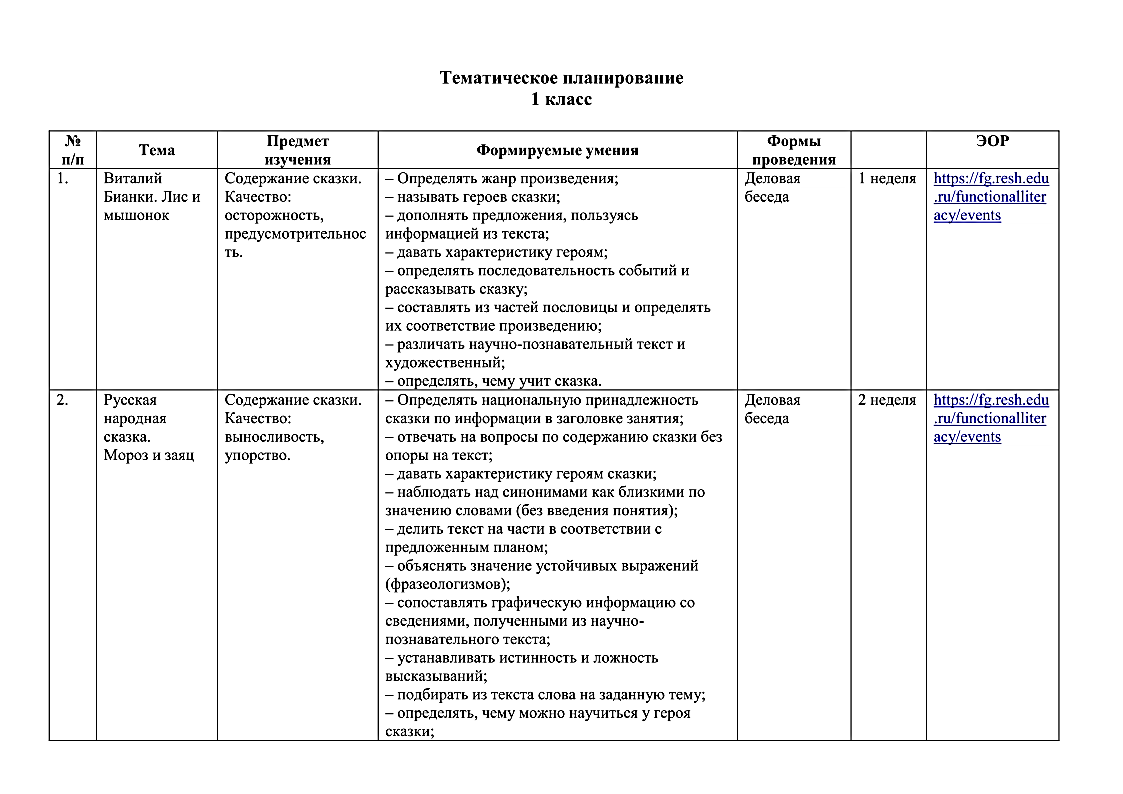 Тематическое планирование
1 класс
№ п/п
Тема
Предмет
изучения
Формируемые умения
Формы
проведения
ЭОР
1.
Виталий
Бианки. Лис и
мышонок
Содержание сказки.
Качество:
осторожность,
предусмотрительнос
ть.
– Определять жанр произведения;
– называть героев сказки;
– дополнять предложения, пользуясь
информацией из текста;
– давать характеристику героям;
– определять последовательность событий и
рассказывать сказку;
– составлять из частей пословицы и определять
их соответствие произведению;
– различать научно-познавательный текст и
художественный;
– определять, чему учит сказка.
Деловая
беседа
1 неделя
https://fg.resh.edu
.ru/functionalliter
acy/events
2.
Русская
народная
сказка.
Мороз и заяц
Содержание сказки.
Качество:
выносливость,
упорство.
– Определять национальную принадлежность
сказки по информации в заголовке занятия;
– отвечать на вопросы по содержанию сказки без
опоры на текст;
– давать характеристику героям сказки;
– наблюдать над синонимами как близкими по
значению словами (без введения понятия);
– делить текст на части в соответствии с
предложенным планом;
– объяснять значение устойчивых выражений
(фразеологизмов);
– сопоставлять графическую информацию со
сведениями, полученными из научно-
познавательного текста;
– устанавливать истинность и ложность
высказываний;
– подбирать из текста слова на заданную тему;
– определять, чему можно научиться у героя
сказки;
Деловая
беседа
2 неделя
https://fg.resh.edu
.ru/functionalliter
acy/events